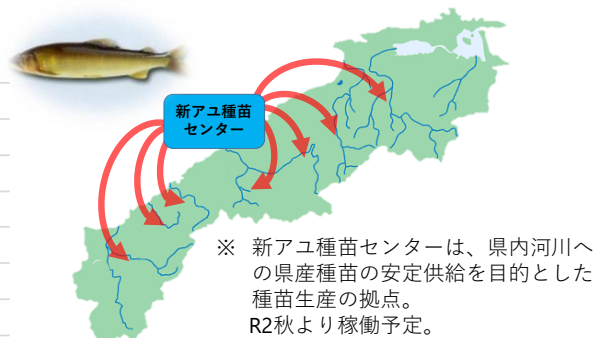 新アユ種苗
センター
※ 新アユ種苗センターは、県内河川へ
の県産種苗の安定供給を目的とした
種苗生産の拠点。
R2秋より稼働予定。